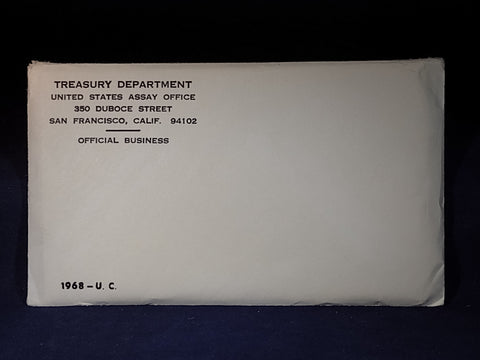 TREASURY DEPARTMENT
UNITED STATES ASSAY OFFICE
350 DUBOCE STREET
SAN FRANCISCO, CALIF. 94102
OFFICIAL BUSINESS
1968 – U. C.